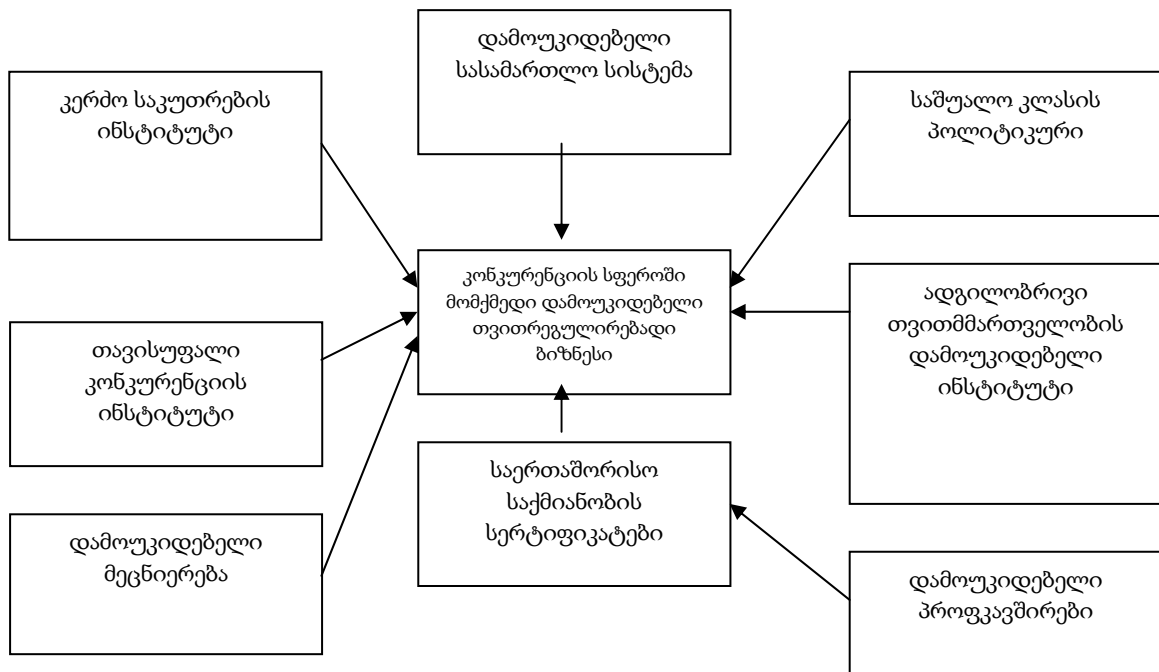 დამოუკიდებელი
სასამართლო სისტემა
კერძო საკუთრების
ინსტიტუტი
საშუალო კლასის
პოლიტიკური
კონკურენციის სფეროში
მომქმედი დამოუკიდებელი
თვითრეგულირებადი
ბიზნესი
თავისუფალი
კონკურენციის
ინსტიტუტი
ადგილობრივი
თვითმმართველობის
დამოუკიდებელი
ინსტიტუტი
საერთაშორისო
საქმიანობის
სერტიფიკატები
დამოუკიდებელი
მეცნიერება
დამოუკიდებელი
პროფკავშირები